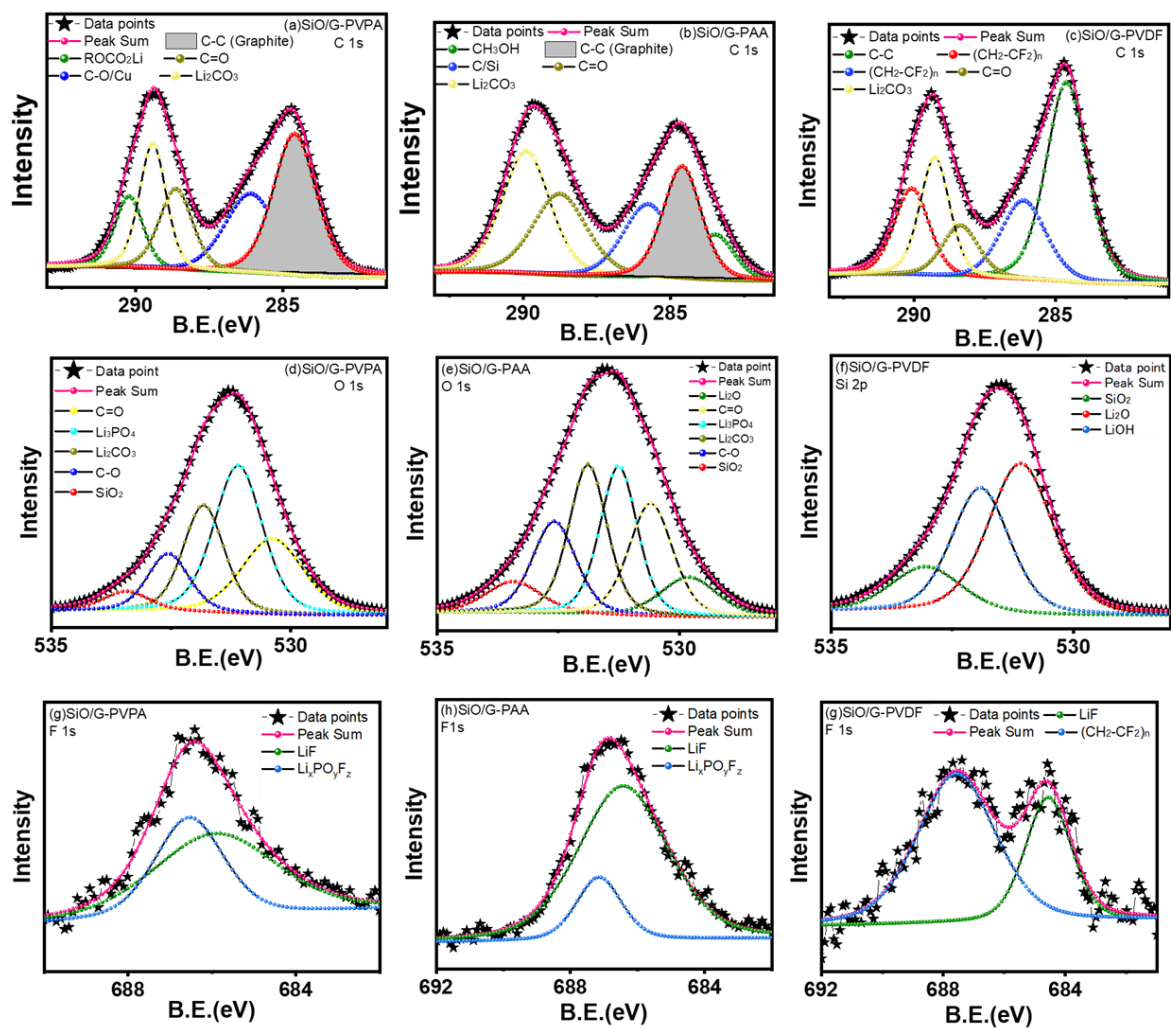 Data points
(a)SiO/G-PVPA
Peak Sum
C-C (Graphite)
C 1s
ROCO₂Li
C=O
C-O/Cu
Li₂CO₃
Intensity
290
285
B.E.(eV)
Data points
(b)SiO/G-PAA
Peak Sum
C 1s
CH₃OH
C-C (Graphite)
C/Si
C=O
Li₂CO₃
Intensity
290
285
B.E.(eV)
Data points
(c)SiO/G-PVDF
Peak Sum
C 1s
C-C
(CH₂-CF₂)n
(CH₂-CF₂)n
C=O
Li₂CO₃
Intensity
290
285
B.E.(eV)
Data point
(d)SiO/G-PVPA
Peak Sum
O 1s
C=O
Li₃PO₄
Li₂CO₃
C-O
SiO₂
Intensity
535
530
B.E.(eV)
(e)SiO/G-PAA
Data point
O 1s
Peak Sum
Li₂O
C=O
Li₃PO₄
Li₂CO₃
C-O
SiO₂
Intensity
535
530
B.E.(eV)
(f)SiO/G-PVDF
Data point
Si 2p
Peak Sum
SiO₂
Li₂O
LiOH
Intensity
535
530
B.E.(eV)
(g)SiO/G-PVPA
Data points
F 1s
Peak Sum
LiF
LiₓPOᵧF_z
Intensity
688
684
B.E.(eV)
(h)SiO/G-PAA
Data points
F1s
Peak Sum
LiF
LiₓPOᵧF_z
Intensity
692
688
684
B.E.(eV)
(g)SiO/G-PVDF
Data points
LiF
F 1s
Peak Sum
(CH₂-CF₂)n
Intensity
692
688
684
B.E.(eV)